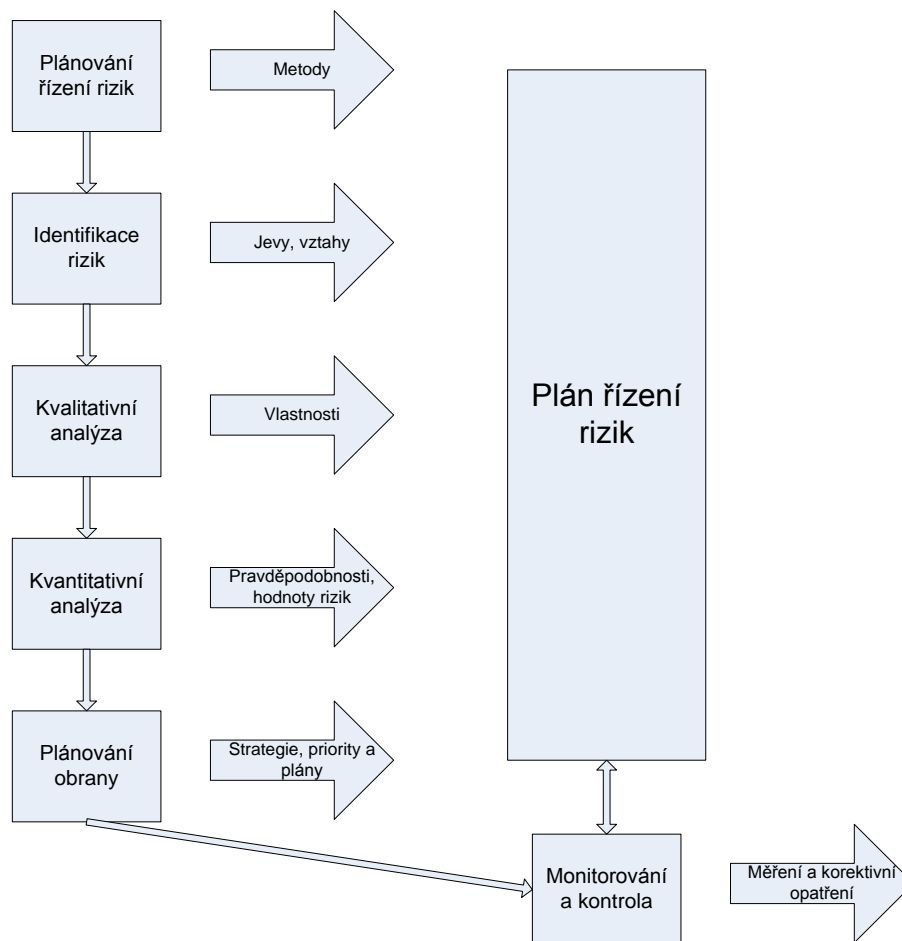 Plánování
řízení rizik
Metody
Identifikace
rizik
Jevy, vztahy
Kvalitativní
analýza
Vlastnosti
Kvantitativní
analýza
Pravděpodobnosti,
hodnoty rizik
Plánování
obrany
Strategie, priority a
plány
Plán řízení
rizik
Monitorování
a kontrola
Měření a korektivní
opatření